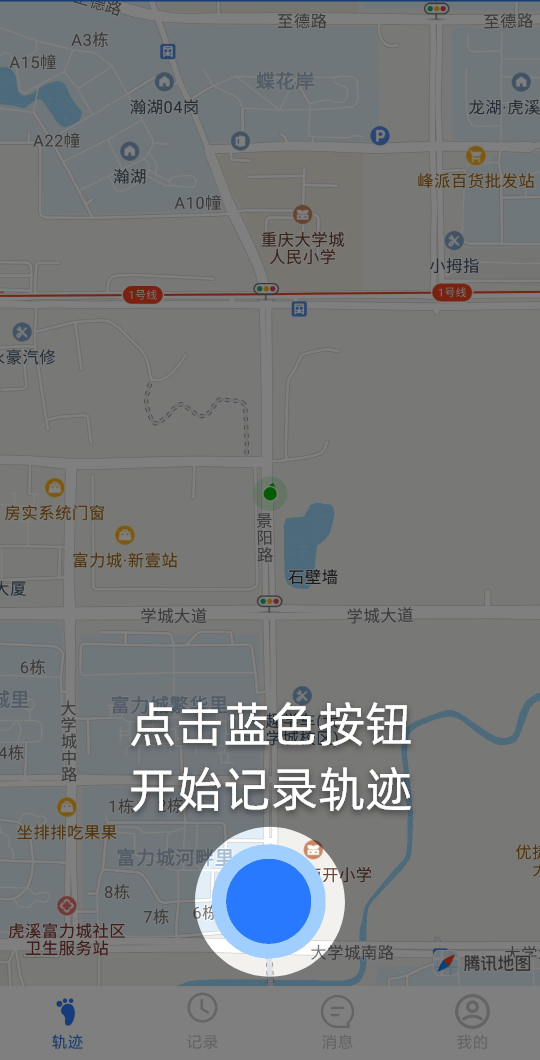 至德路
至德路
至德路
A3栋
A15幢
蝶花岸
瀚湖04岗
龙湖·虎溪
A22幢
P
瀚湖
峰派百货批发站
A10幢
重庆大学城
人民小学
小拇指
1号线
1号线
豪汽修
房实系统门窗
景阳路
富力城·新壹站
石壁墙
大厦
学城大道
学城大道
6栋
大学城中路
城里
富力城繁华里
点击蓝色按钮
4栋
开始记录轨迹
1栋
坐排排吃果果
富力城河畔里
开小学
8栋
7栋
6栋
虎溪富力城社区
卫生服务站
大学城南路
腾讯地图
轨迹
记录
消息
我的